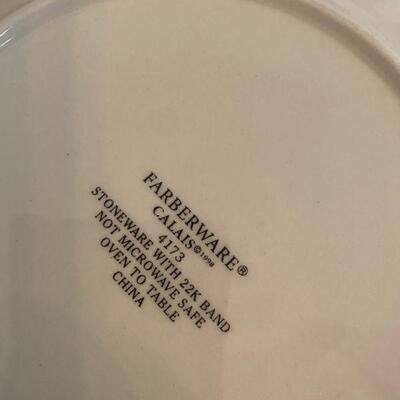 FARBERWARE®
CALAIS©1998
4173
STONEWARE WITH 22K BAND
NOT MICROWAVE SAFE
OVEN TO TABLE
CHINA